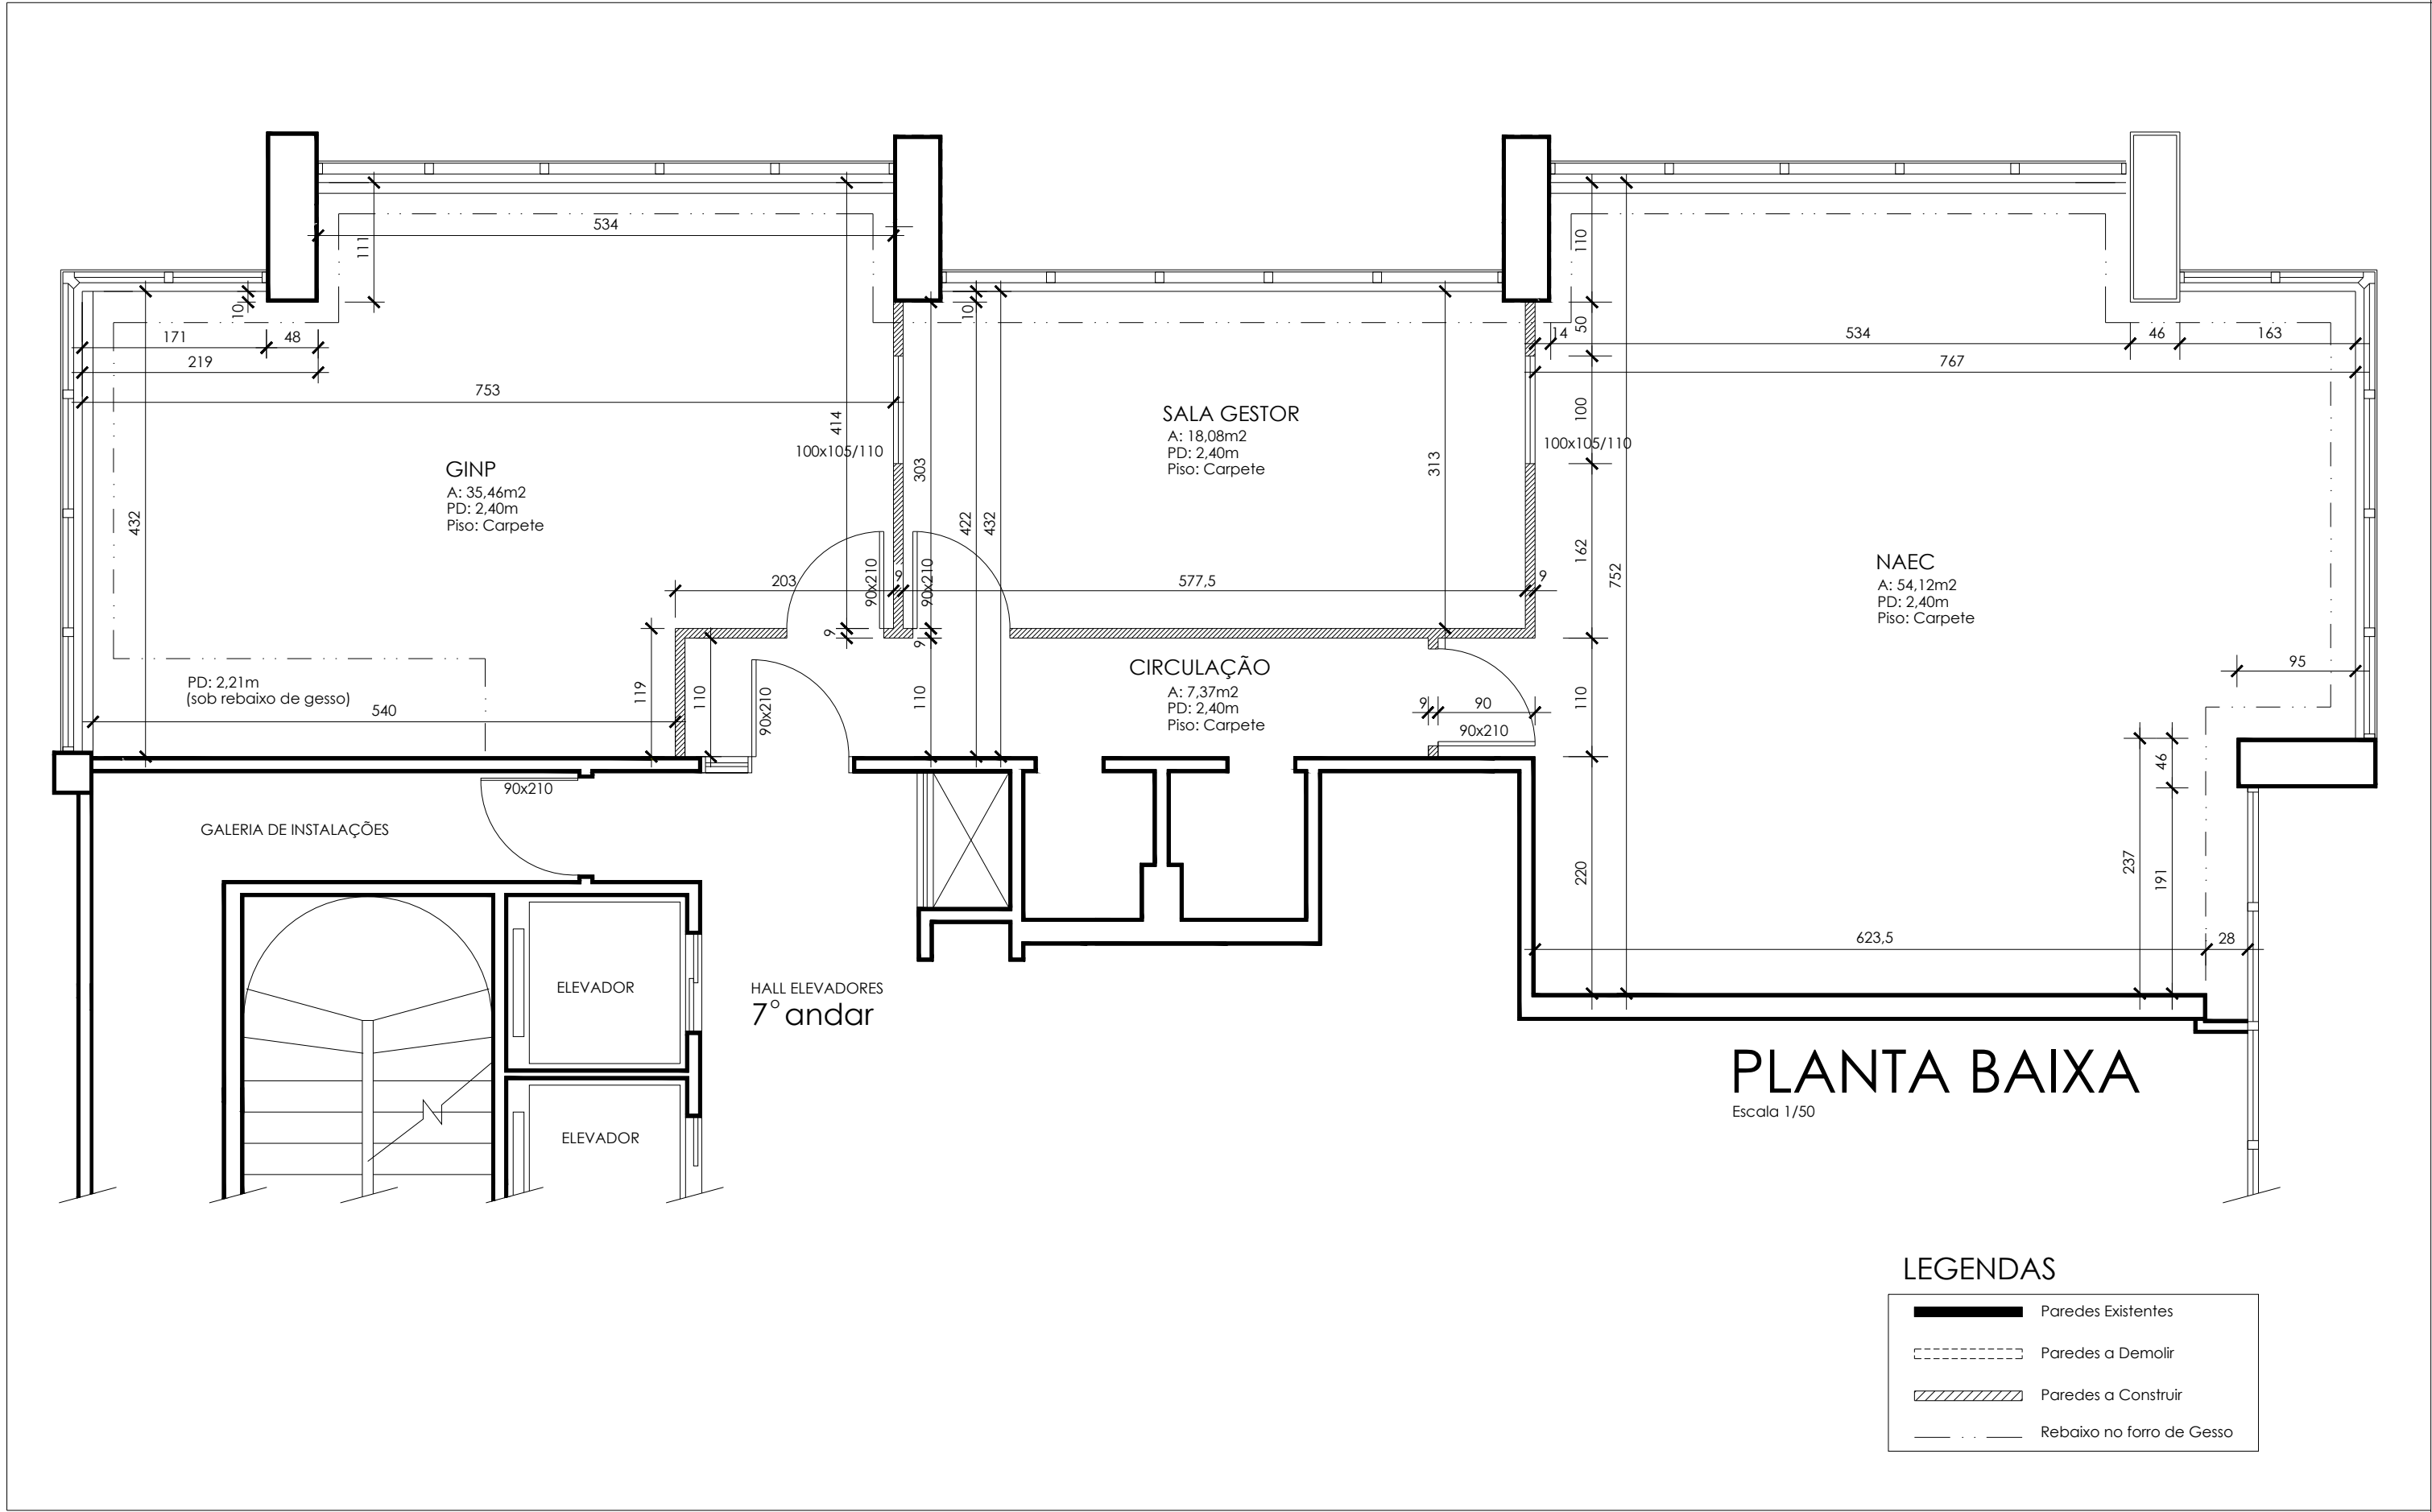 534
111
110
10
10
50
171
48
14
534
46
163
219
767
753
SALA GESTOR
A: 18,08m2
PD: 2,40m
Piso: Carpete
414
100
100x105/110
100x105/110
303
313
GINP
A: 35,46m2
PD: 2,40m
Piso: Carpete
432
422
432
162
752
NAEC
A: 54,12m2
PD: 2,40m
Piso: Carpete
203
90x210
9
90x210
577,5
9
9
9
CIRCULAÇÃO
A: 7,37m2
PD: 2,40m
Piso: Carpete
95
PD: 2,21m
(sob rebaixo de gesso)
119
110
90x210
110
9
90
110
540
90x210
46
90x210
GALERIA DE INSTALAÇÕES
237
191
220
623,5
28
ELEVADOR
HALL ELEVADORES
7° andar
PLANTA BAIXA
Escala 1/50
ELEVADOR
LEGENDAS
Paredes Existentes
Paredes a Demolir
Paredes a Construir
Rebaixo no forro de Gesso